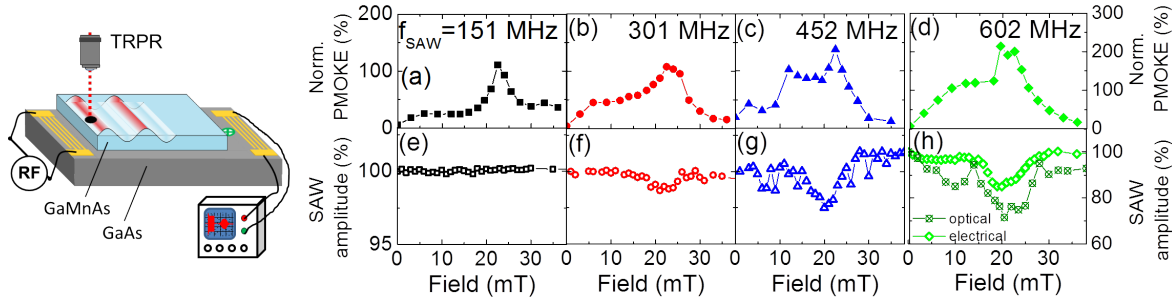 TRPR
RF
GaMnAs
GaAs
Norm.
PMOKE (%)
200
100
0
f_SAW=151 MHz
(a)
(b)
301 MHz
(c)
452 MHz
(d)
602 MHz
300
200
100
0
Norm.
PMOKE (%)
SAW
amplitude (%)
100
95
(e)
(f)
(g)
(h)
optical
electrical
100
80
60
SAW
amplitude (%)
0 10 20 30
0 10 20 30
0 10 20 30
0 10 20 30
Field (mT)
Field (mT)
Field (mT)
Field (mT)